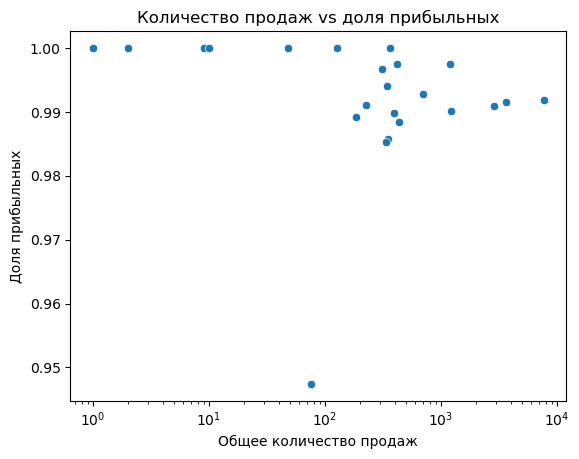 Количество продаж vs доля прибыльных
1.00
0.99
0.98
0.97
0.96
0.95
Доля прибыльных
10⁰ 10¹ 10² 10³ 10⁴
Общее количество продаж